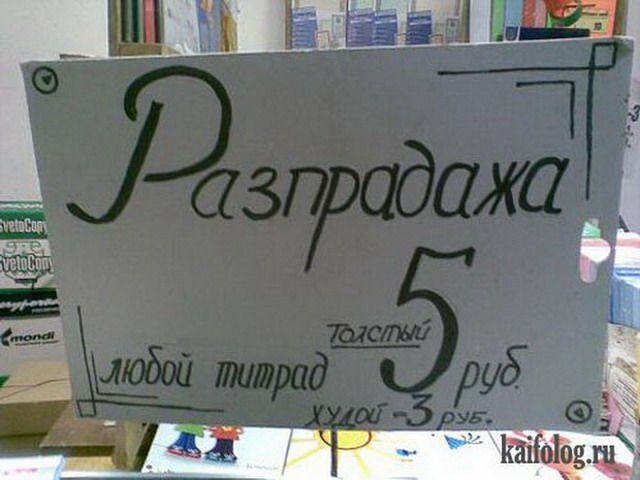 Разпрадажа
Толстый
любой титрад 5 руб.
худой -3 руб.
SvetoCopy
SvetoCopy
mondi
kaifolog.ru